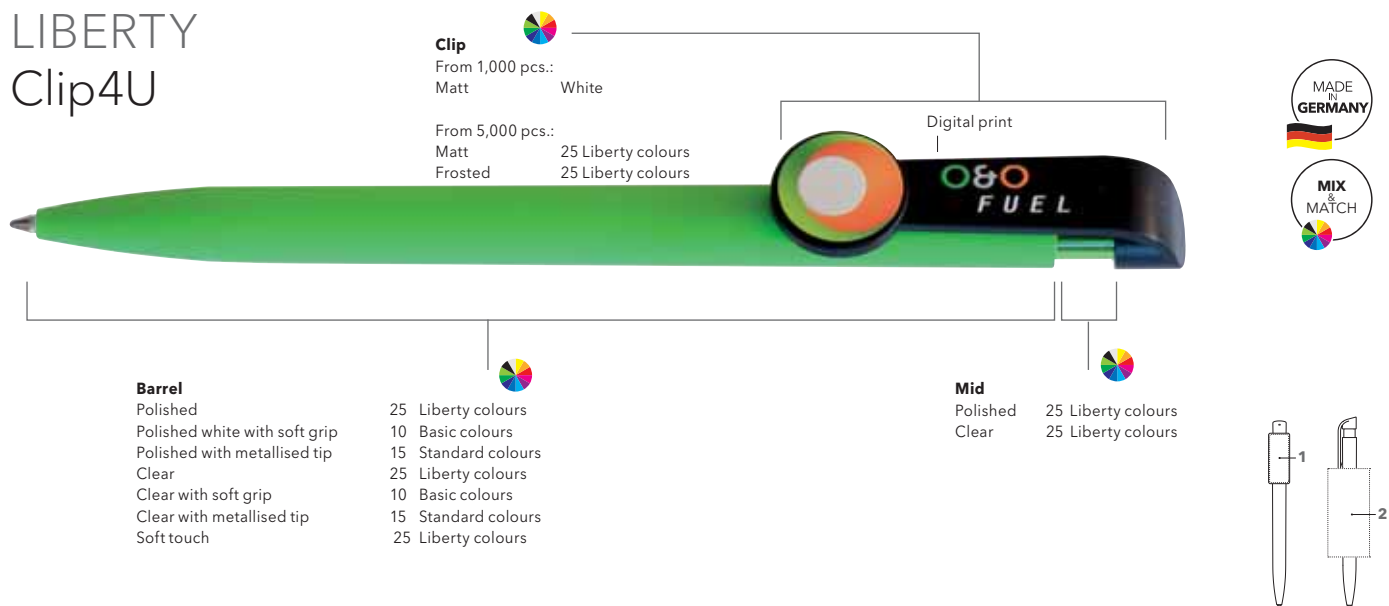 LIBERTY
Clip4U
Clip
From 1,000 pcs.:
Matt White
From 5,000 pcs.:
Matt 25 Liberty colours
Frosted 25 Liberty colours
Digital print
O&O
FUEL
MADE
IN
GERMANY
MIX
&
MATCH
Barrel
Polished 25 Liberty colours
Polished white with soft grip 10 Basic colours
Polished with metallised tip 15 Standard colours
Clear 25 Liberty colours
Clear with soft grip 10 Basic colours
Clear with metallised tip 15 Standard colours
Soft touch 25 Liberty colours
Mid
Polished 25 Liberty colours
Clear 25 Liberty colours
1
2